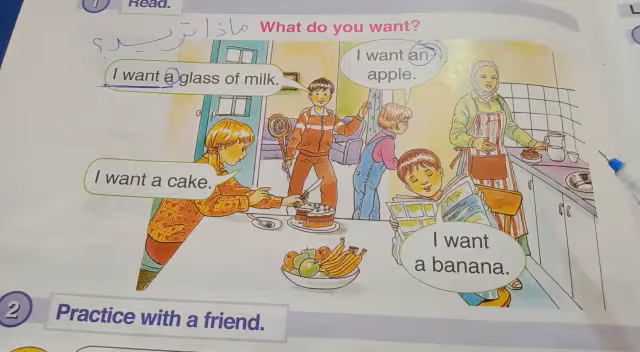 1 Read.
What do you want?
ماذا تريد؟
I want a glass of milk.
I want an
apple.
I want a cake.
I want
a banana.
2 Practice with a friend.